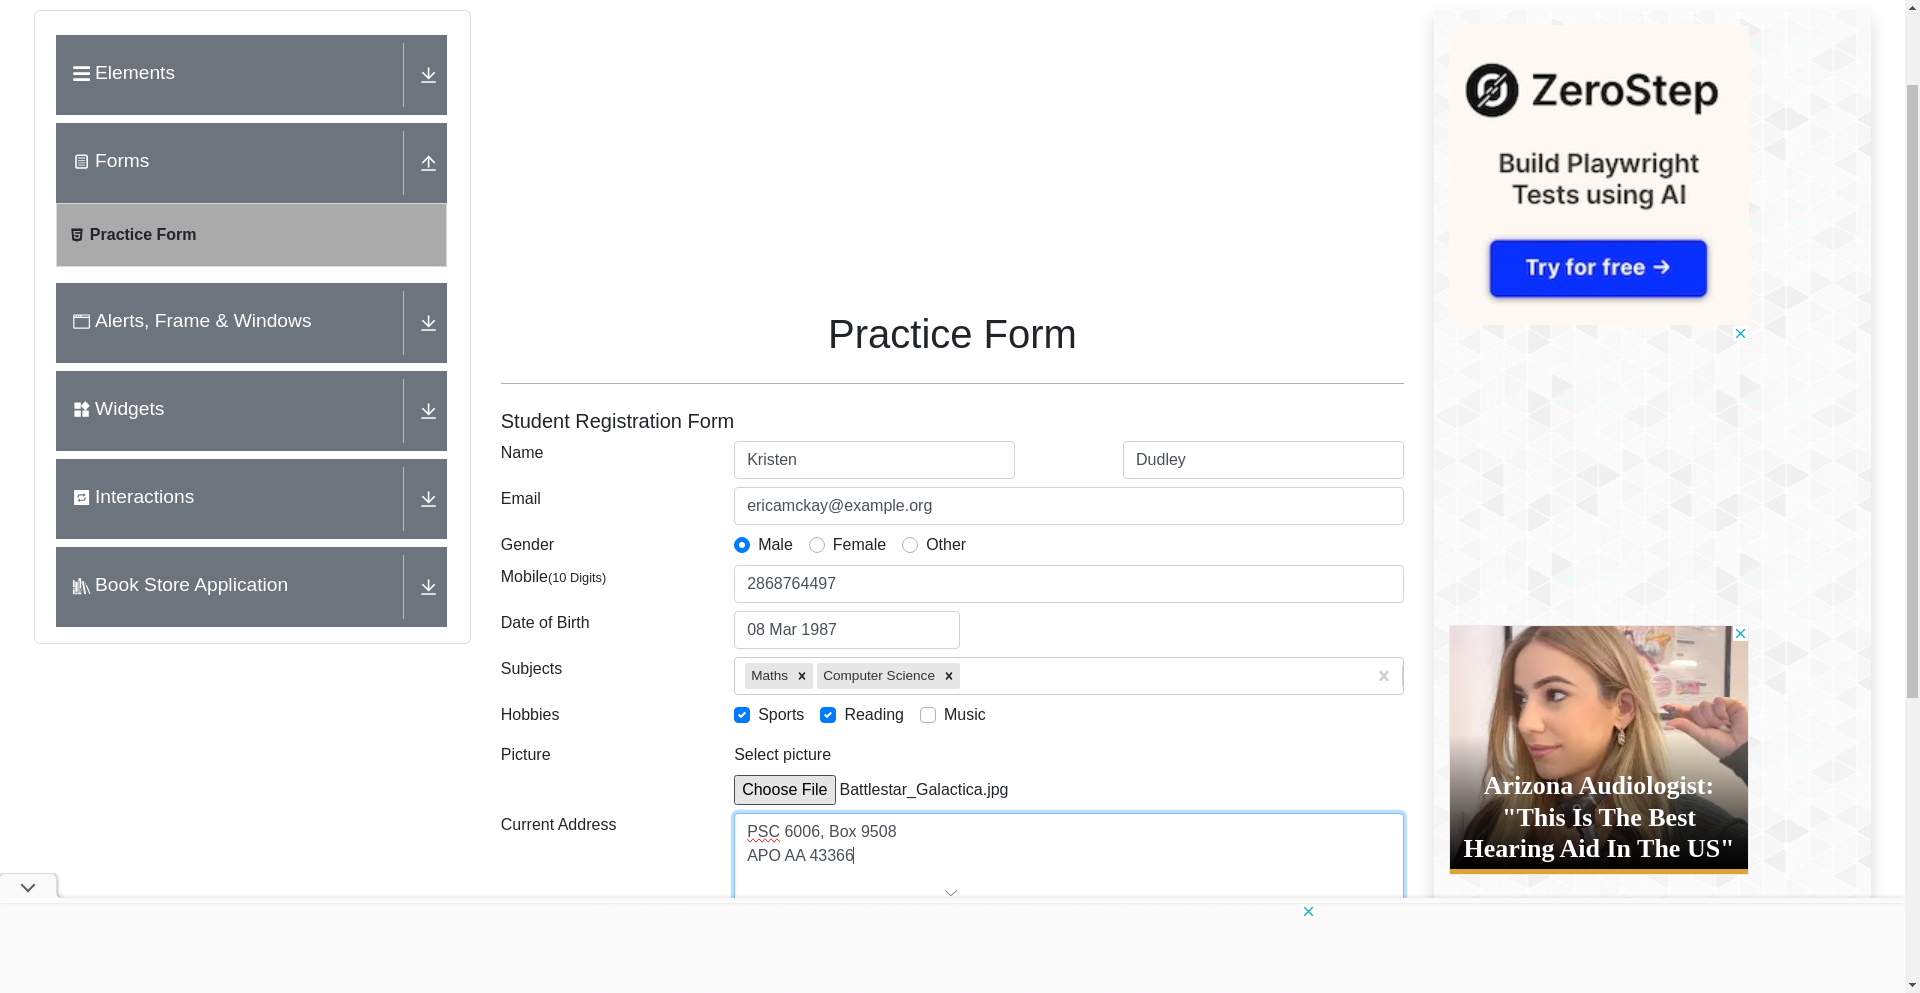 Elements
Forms
Practice Form
Alerts, Frame & Windows
Widgets
Interactions
Book Store Application
Practice Form
Student Registration Form
Name
Kristen
Dudley
Email
ericamckay@example.org
Gender
Male
Female
Other
Mobile(10 Digits)
2868764497
Date of Birth
08 Mar 1987
Subjects
Maths
Computer Science
Hobbies
Sports
Reading
Music
Picture
Select picture
Choose File Battlestar_Galactica.jpg
Current Address
PSC 6006, Box 9508
APO AA 43366
ZeroStep
Build Playwright
Tests using AI
Try for free →
Arizona Audiologist:
"This Is The Best
Hearing Aid In The US"